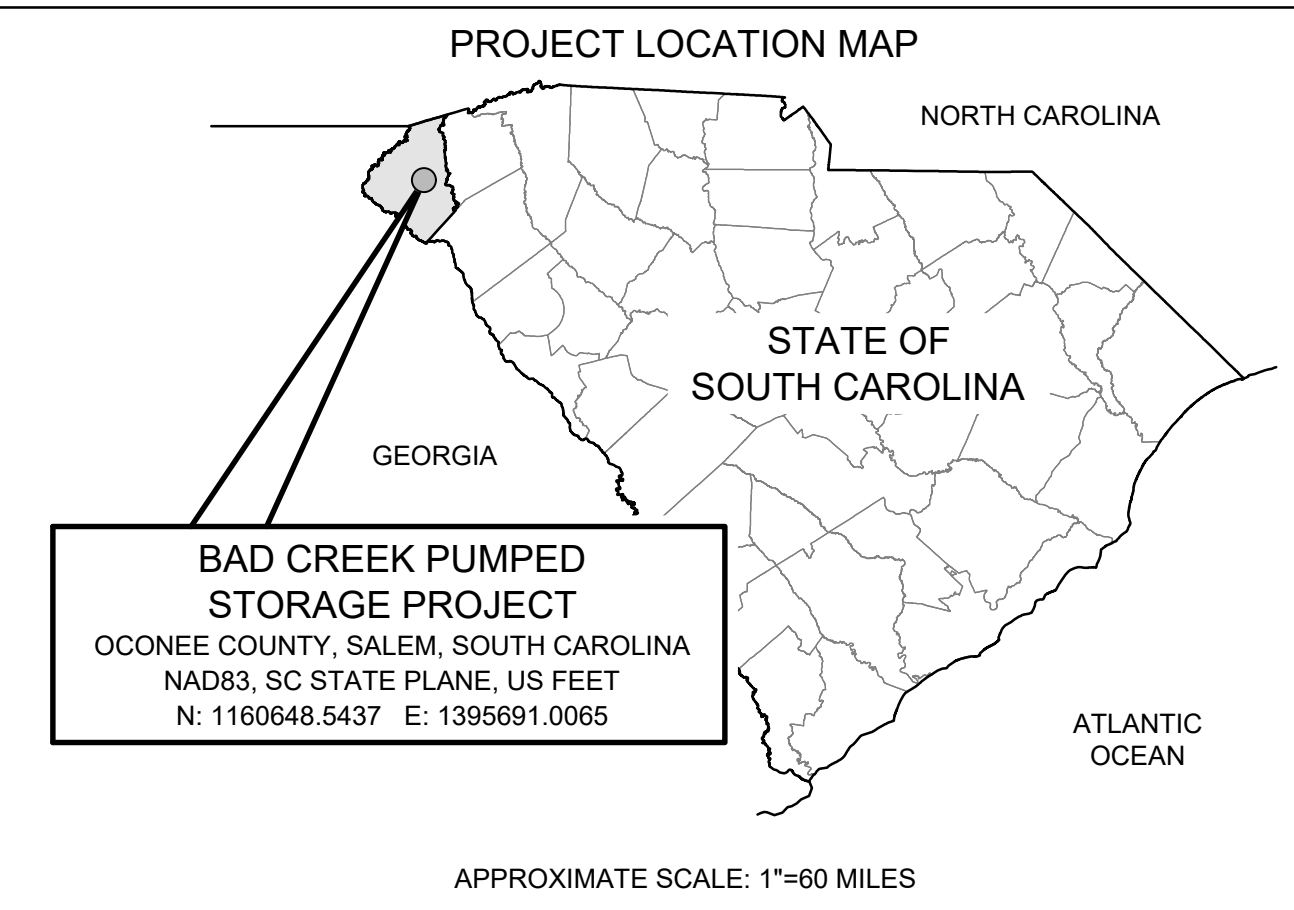 PROJECT LOCATION MAP
NORTH CAROLINA
STATE OF
SOUTH CAROLINA
GEORGIA
BAD CREEK PUMPED
STORAGE PROJECT
OCONEE COUNTY, SALEM, SOUTH CAROLINA
NAD83, SC STATE PLANE, US FEET
N: 1160648.5437 E: 1395691.0065
ATLANTIC
OCEAN
APPROXIMATE SCALE: 1"=60 MILES